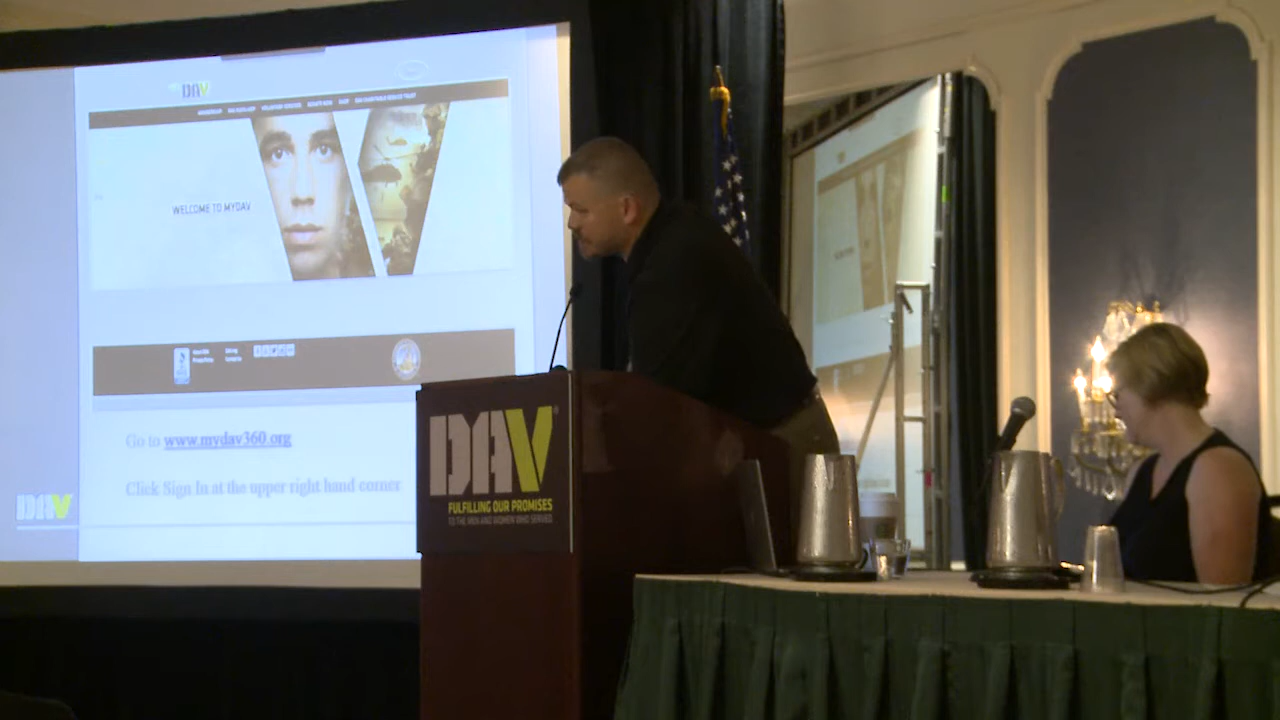 DAV
WELCOME TO MYDAV
Go to www.mydav360.org
Click Sign In at the upper right hand corner
DAV
DAV®
FULFILLING OUR PROMISES
TO THE MEN AND WOMEN WHO SERVED